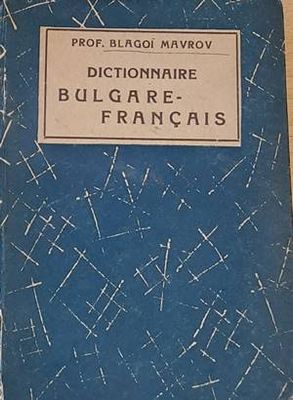 PROF. BLAGOÏ MAVROV
DICTIONNAIRE
BULGARE-
FRANÇAIS